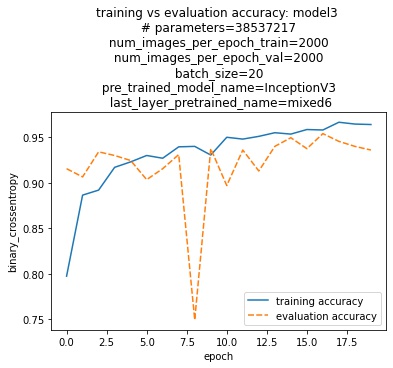 training vs evaluation accuracy: model3
# parameters=38537217
num_images_per_epoch_train=2000
num_images_per_epoch_val=2000
batch_size=20
pre_trained_model_name=InceptionV3
last_layer_pretrained_name=mixed6
0.95
0.90
0.85
0.80
0.75
binary_crossentropy
training accuracy
evaluation accuracy
0.0 2.5 5.0 7.5 10.0 12.5 15.0 17.5
epoch